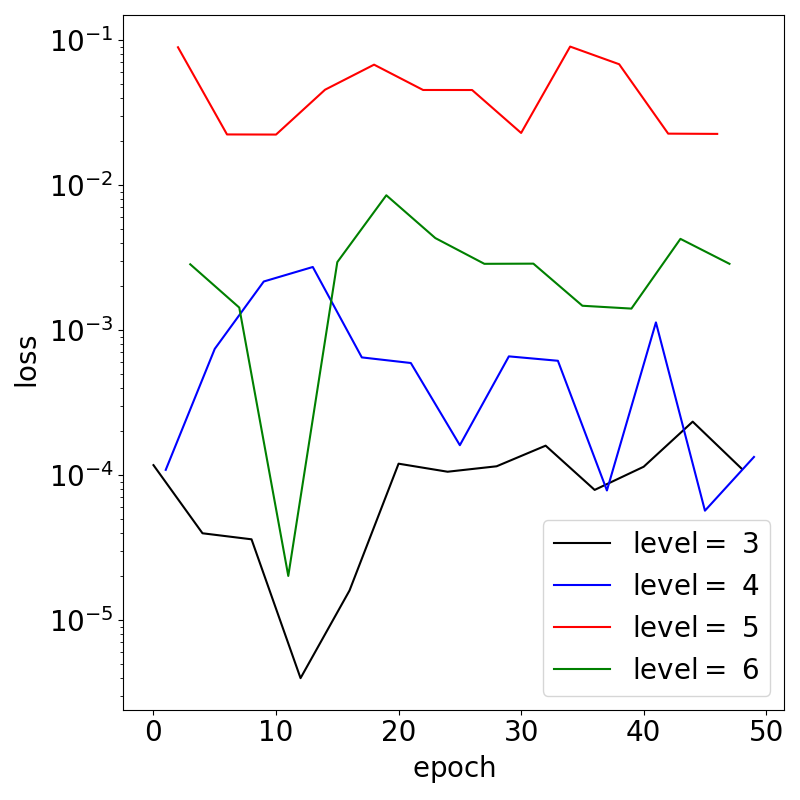 10⁻¹
10⁻²
10⁻³
10⁻⁴
10⁻⁵
loss
level = 3
level = 4
level = 5
level = 6
0 10 20 30 40 50
epoch